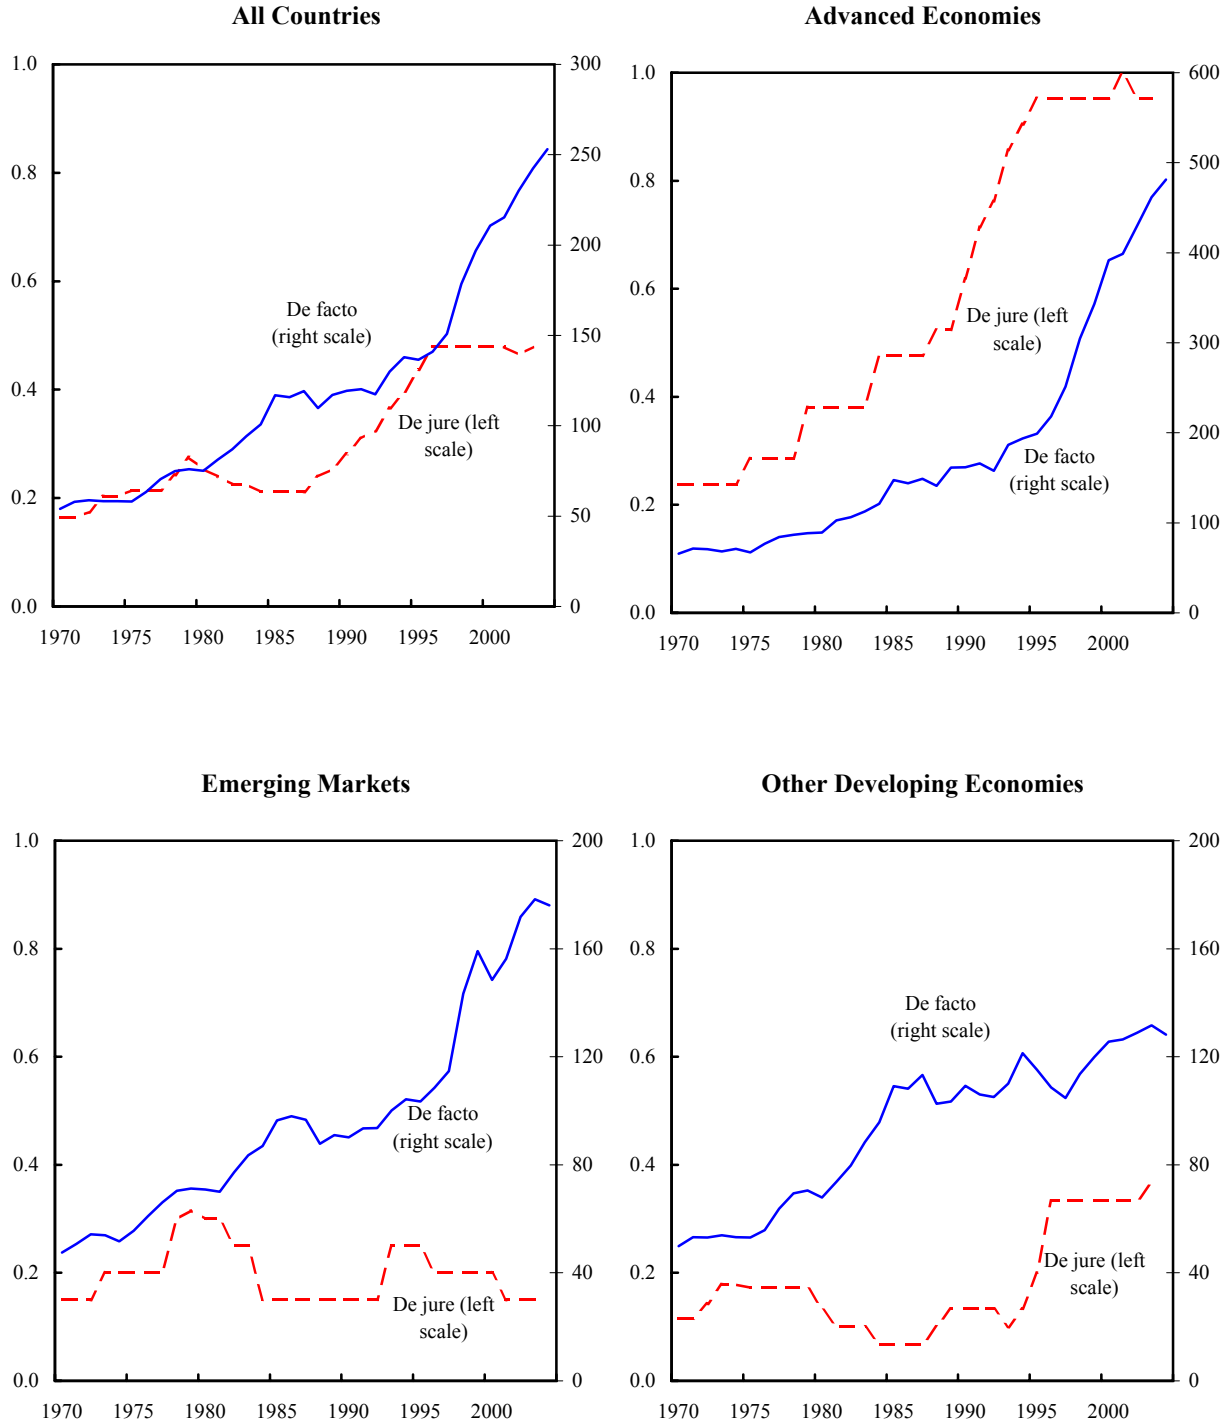 All Countries
1.0
0.8
0.6
0.4
0.2
0.0
300
250
200
150
100
50
0
De facto
(right scale)
De jure (left
scale)
1970 1975 1980 1985 1990 1995 2000
Advanced Economies
1.0
0.8
0.6
0.4
0.2
0.0
600
500
400
300
200
100
0
De jure (left
scale)
De facto
(right scale)
1970 1975 1980 1985 1990 1995 2000
Emerging Markets
1.0
0.8
0.6
0.4
0.2
0.0
200
160
120
80
40
0
De facto
(right scale)
De jure (left
scale)
1970 1975 1980 1985 1990 1995 2000
Other Developing Economies
1.0
0.8
0.6
0.4
0.2
0.0
200
160
120
80
40
0
De facto
(right scale)
De jure (left
scale)
1970 1975 1980 1985 1990 1995 2000